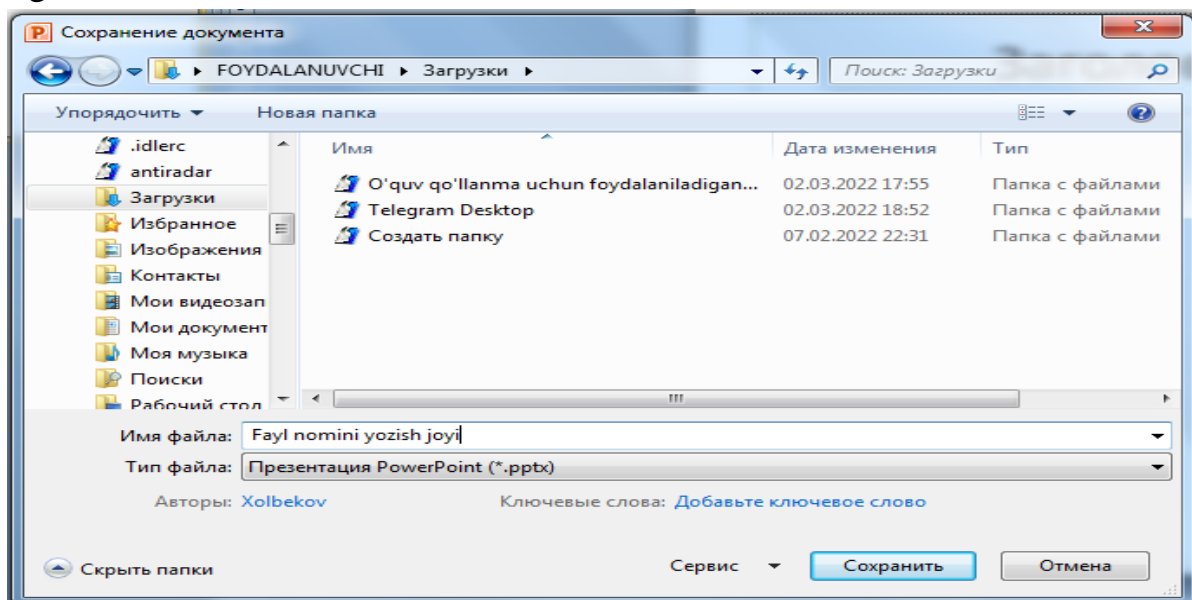 Сохранение документа
FOYDALANUVCHI ▸ Загрузки ▸
Поиск: Загрузки
Упорядочить
Новая папка
.idlerc
antiradar
Загрузки
Избранное
Изображения
Контакты
Мои видеозап
Мои документ
Моя музыка
Поиски
Рабочий стол
Имя Дата изменения Тип
O'quv qo'llanma uchun foydalaniladigan... 02.03.2022 17:55 Папка с файлами
Telegram Desktop 02.03.2022 18:52 Папка с файлами
Создать папку 07.02.2022 22:31 Папка с файлами
Имя файла: Fayl nomini yozish joyi
Тип файла: Презентация PowerPoint (*.pptx)
Авторы: Xolbekov Ключевые слова: Добавьте ключевое слово
Скрыть папки Сервис Сохранить Отмена